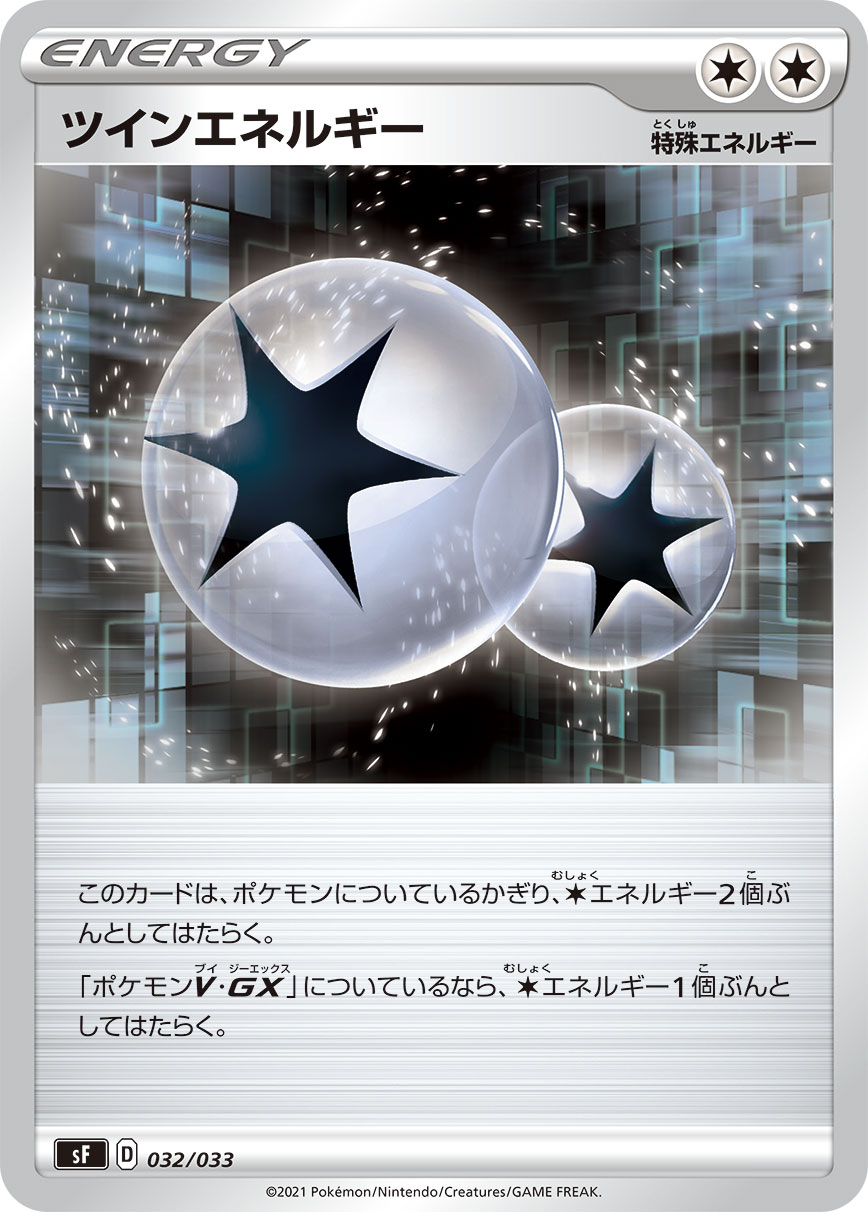 ENERGY
ツインエネルギー
とくしゅ
特殊エネルギー
むしょく こ
このカードは、ポケモンについているかぎり、エネルギー2個ぶ
んとしてはたらく。
ブイ ジーエックス むしょく こ
「ポケモンV・GX」についているなら、エネルギー1個ぶんと
してはたらく。
sF D 032/033
©2021 Pokémon/Nintendo/Creatures/GAME FREAK.